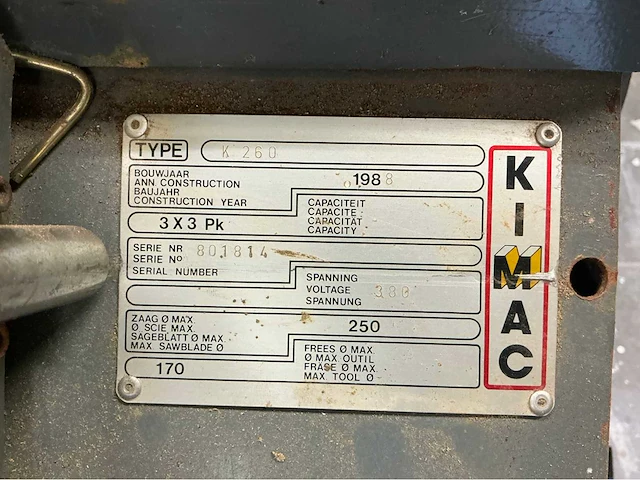 TYPE K 260
BOUWJAAR
ANN. CONSTRUCTION
BAUJAHR
CONSTRUCTION YEAR
1988
3 X 3 Pk
CAPACITEIT
CAPACITE
CAPACITÄT
CAPACITY
SERIE NR
SERIE Nº
SERIAL NUMBER
801814
SPANNING
VOLTAGE
SPANNUNG
380
ZAAG Ø MAX.
Ø SCIE MAX.
SAGEBLATT Ø MAX.
MAX. SAWBLADE Ø
250
170
FREES Ø MAX.
Ø MAX. OUTIL
FRASE Ø MAX.
MAX. TOOL Ø
KIMAC